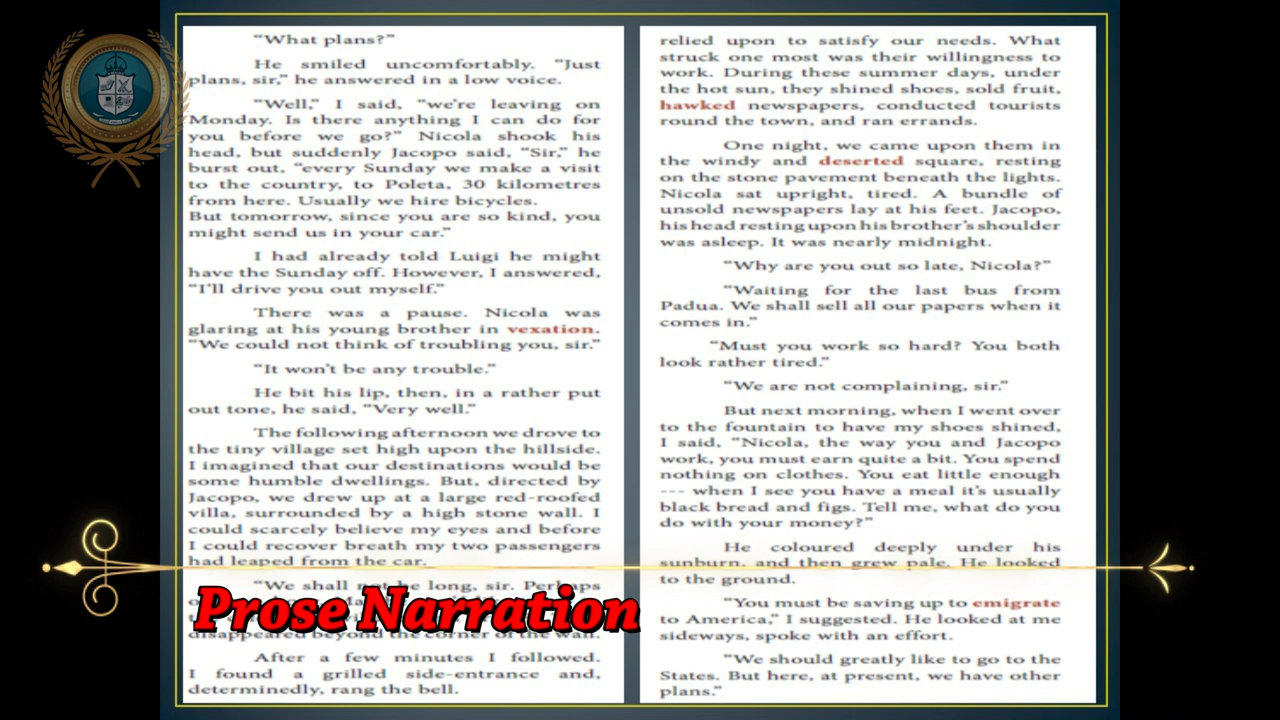 “What plans?”
He smiled uncomfortably. “Just
plans, sir,” he answered in a low voice.
“Well,” I said, “we’re leaving on
Monday. Is there anything I can do for
you before we go?” Nicola shook his
head, but suddenly Jacopo said, “Sir,” he
burst out, “every Sunday we make a visit
to the country, to Poleta, 30 kilometres
from here. Usually we hire bicycles.
But tomorrow, since you are so kind, you
might send us in your car.”
I had already told Luigi he might
have the Sunday off. However, I answered,
“I’ll drive you out myself.”
There was a pause. Nicola was
glaring at his young brother in vexation.
“We could not think of troubling you, sir.”
“It won’t be any trouble.”
He bit his lip, then, in a rather put
out tone, he said, “Very well.”
The following afternoon we drove to
the tiny village set high upon the hillside.
I imagined that our destinations would be
some humble dwellings. But, directed by
Jacopo, we drew up at a large red-roofed
villa, surrounded by a high stone wall. I
could scarcely believe my eyes and before
I could recover breath my two passengers
had leaped from the car.
“We shall not be long, sir. Perhaps
disappeared beyond the corner of the wall.
After a few minutes I followed.
I found a grilled side-entrance and,
determinedly, rang the bell.
Prose Narration
relied upon to satisfy our needs. What
struck one most was their willingness to
work. During these summer days, under
the hot sun, they shined shoes, sold fruit,
hawked newspapers, conducted tourists
round the town, and ran errands.
One night, we came upon them in
the windy and deserted square, resting
on the stone pavement beneath the lights.
Nicola sat upright, tired. A bundle of
unsold newspapers lay at his feet. Jacopo,
his head resting upon his brother’s shoulder
was asleep. It was nearly midnight.
“Why are you out so late, Nicola?”
“Waiting for the last bus from
Padua. We shall sell all our papers when it
comes in.”
“Must you work so hard? You both
look rather tired.”
“We are not complaining, sir.”
But next morning, when I went over
to the fountain to have my shoes shined,
I said, “Nicola, the way you and Jacopo
work, you must earn quite a bit. You spend
nothing on clothes. You eat little enough
--- when I see you have a meal it’s usually
black bread and figs. Tell me, what do you
do with your money?”
He coloured deeply under his
sunburn, and then grew pale. He looked
to the ground.
“You must be saving up to emigrate
to America,” I suggested. He looked at me
sideways, spoke with an effort.
“We should greatly like to go to the
States. But here, at present, we have other
plans.”